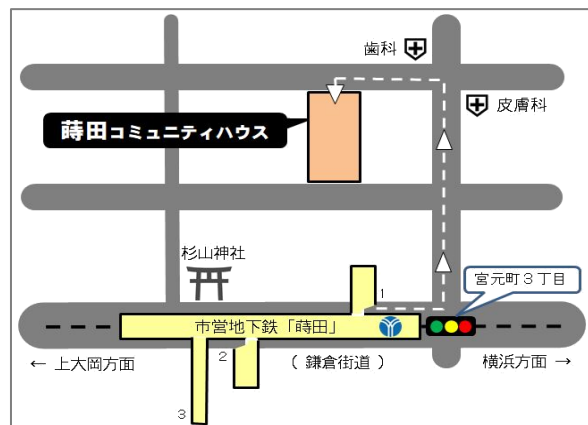 歯科
皮膚科
蒔田コミュニティハウス
杉山神社
1
宮元町3丁目
市営地下鉄「蒔田」
← 上大岡方面
2
( 鎌倉街道 )
横浜方面 →
3